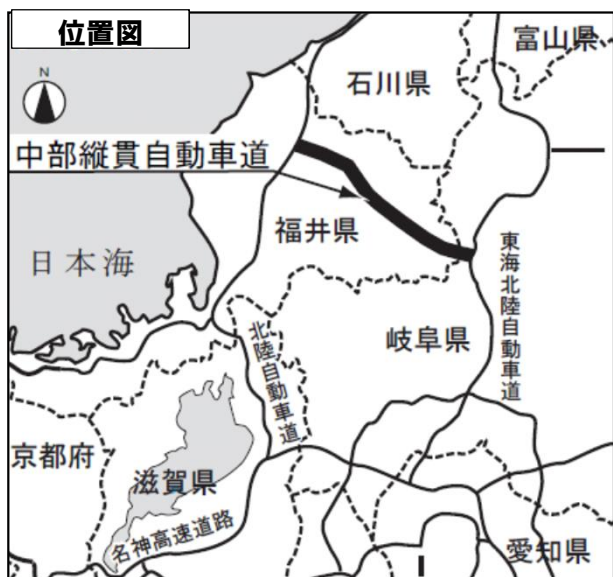 位置図
富山県
石川県
N
中部縦貫自動車道
福井県
日本海
東海北陸自動車道
岐阜県
北陸自動車道
京都府
滋賀県
名神高速道路
愛知県